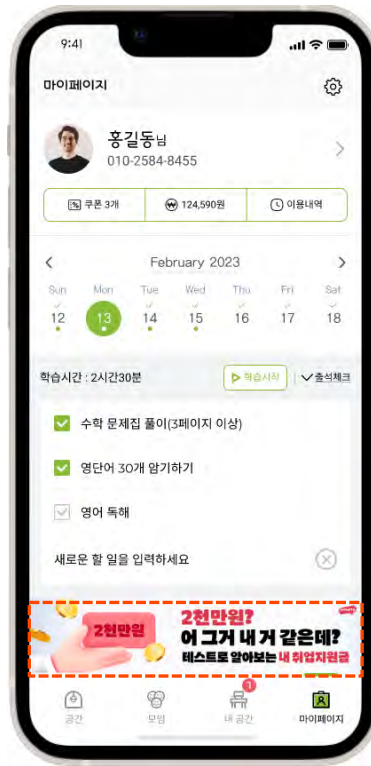 9:41
마이페이지
홍길동님
010-2584-8455
쿠폰 3개
124,590원
이용내역
February 2023
Sun Mon Tue Wed Thu Fri Sat
12 13 14 15 16 17 18
학습시간 : 2시간30분
학습시작
출석체크
수학 문제집 풀이(3페이지 이상)
영단어 30개 암기하기
영어 독해
새로운 할 일을 입력하세요
2천만원
2천만원?
어 그거 내 거 같은데?
테스트로 알아보는 내 취업지원금
공간
모임
1
내 공간
마이페이지